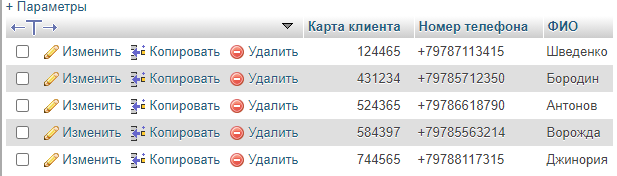 + Параметры
Карта клиента Номер телефона ФИО
Изменить Копировать Удалить 124465 +79787113415 Шведенко
Изменить Копировать Удалить 431234 +79785712350 Бородин
Изменить Копировать Удалить 524365 +79786618790 Антонов
Изменить Копировать Удалить 584397 +79785563214 Ворожда
Изменить Копировать Удалить 744565 +79788117315 Джинория